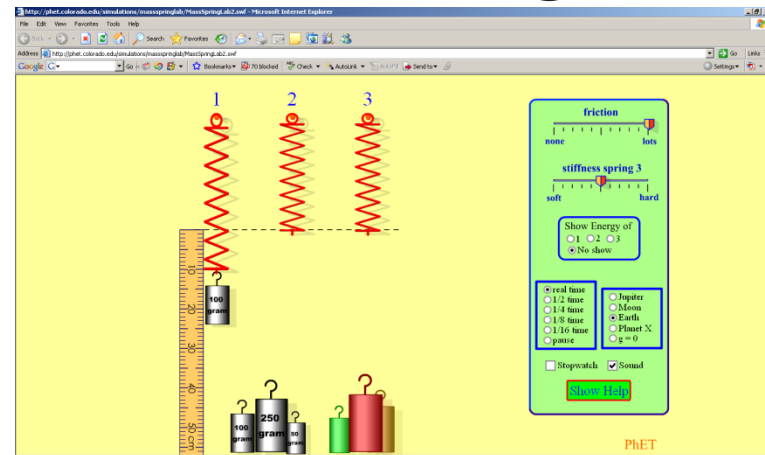 http://phet.colorado.edu/simulations/massspringlab/MassSpringLab2.swf - Microsoft Internet Explorer
File Edit View Favorites Tools Help
Back Search Favorites
Address http://phet.colorado.edu/simulations/massspringlab/MassSpringLab2.swf Go Links
Google G Go Bookmarks 70 blocked Check AutoLink AutoFill Send to Settings
1 2 3
friction
none lots
stiffness spring 3
soft hard
Show Energy of
1 2 3
No show
real time
1/2 time
1/4 time
1/8 time
1/16 time
pause
Jupiter
Moon
Earth
Planet X
g = 0
Stopwatch Sound
Show Help
10
20
30
40
50 cm
100 gram
100 gram
250 gram
50 gram
PhET